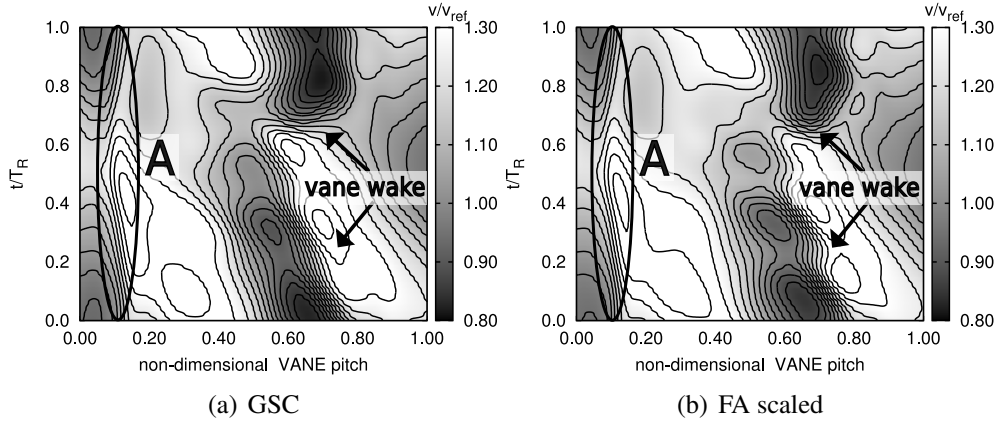 v/v_ref
v/v_ref
1.0
0.8
0.6
0.4
0.2
0.0
t/T_R
A
vane wake
0.00 0.20 0.40 0.60 0.80 1.00
non-dimensional VANE pitch
1.30
1.20
1.10
1.00
0.90
0.80
(a) GSC
1.0
0.8
0.6
0.4
0.2
0.0
t/T_R
A
vane wake
0.00 0.20 0.40 0.60 0.80 1.00
non-dimensional VANE pitch
1.30
1.20
1.10
1.00
0.90
0.80
(b) FA scaled